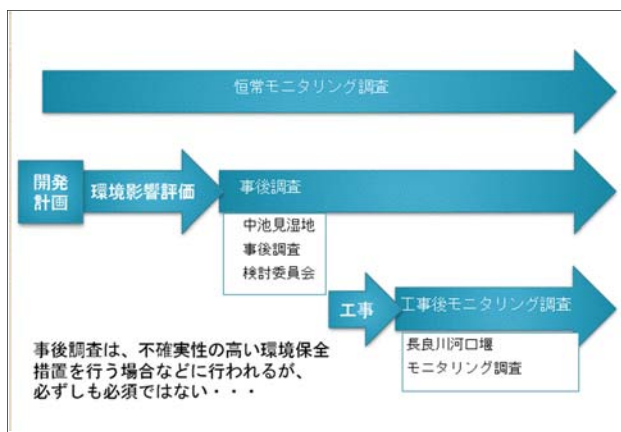 恒常モニタリング調査
開発
計画
環境影響評価
事後調査
中池見湿地
事後調査
検討委員会
工事
工事後モニタリング調査
長良川河口堰
モニタリング調査
事後調査は、不確実性の高い環境保全
措置を行う場合などに行われるが、
必ずしも必須ではない・・・